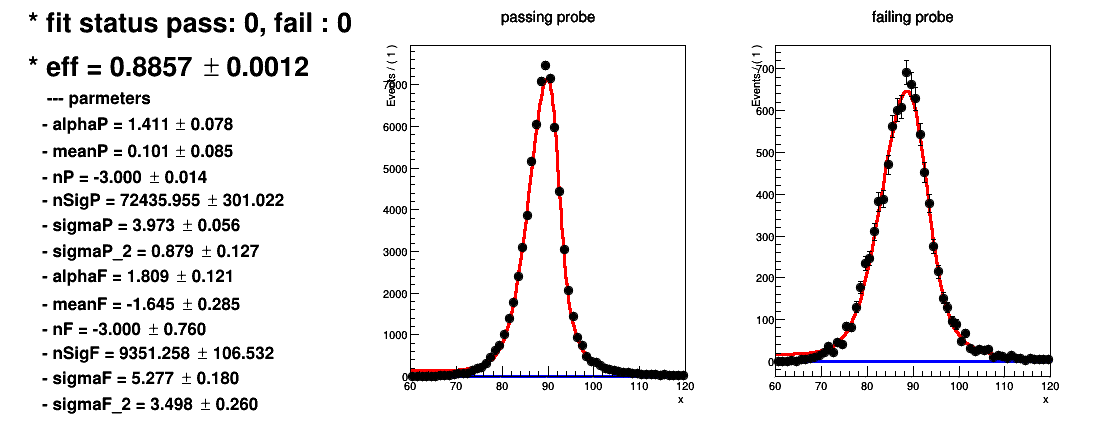 * fit status pass: 0, fail : 0
* eff = 0.8857 ± 0.0012
--- parmeters
- alphaP = 1.411 ± 0.078
- meanP = 0.101 ± 0.085
- nP = -3.000 ± 0.014
- nSigP = 72435.955 ± 301.022
- sigmaP = 3.973 ± 0.056
- sigmaP_2 = 0.879 ± 0.127
- alphaF = 1.809 ± 0.121
- meanF = -1.645 ± 0.285
- nF = -3.000 ± 0.760
- nSigF = 9351.258 ± 106.532
- sigmaF = 5.277 ± 0.180
- sigmaF_2 = 3.498 ± 0.260
passing probe
Events / ( 1 )
7000
6000
5000
4000
3000
2000
1000
0
60 70 80 90 100 110 120
x
failing probe
Events / ( 1 )
700
600
500
400
300
200
100
0
60 70 80 90 100 110 120
x